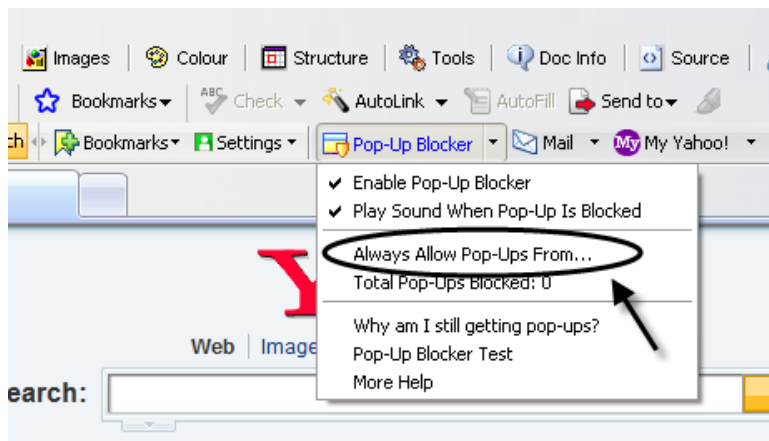 Images Colour Structure Tools Doc Info Source
Bookmarks ABC Check AutoLink AutoFill Send to
Bookmarks Settings Pop-Up Blocker Mail My My Yahoo!
Enable Pop-Up Blocker
Play Sound When Pop-Up Is Blocked
Always Allow Pop-Ups From...
Total Pop-Ups Blocked: 0
Why am I still getting pop-ups?
Pop-Up Blocker Test
More Help
Y
Web Image
earch: